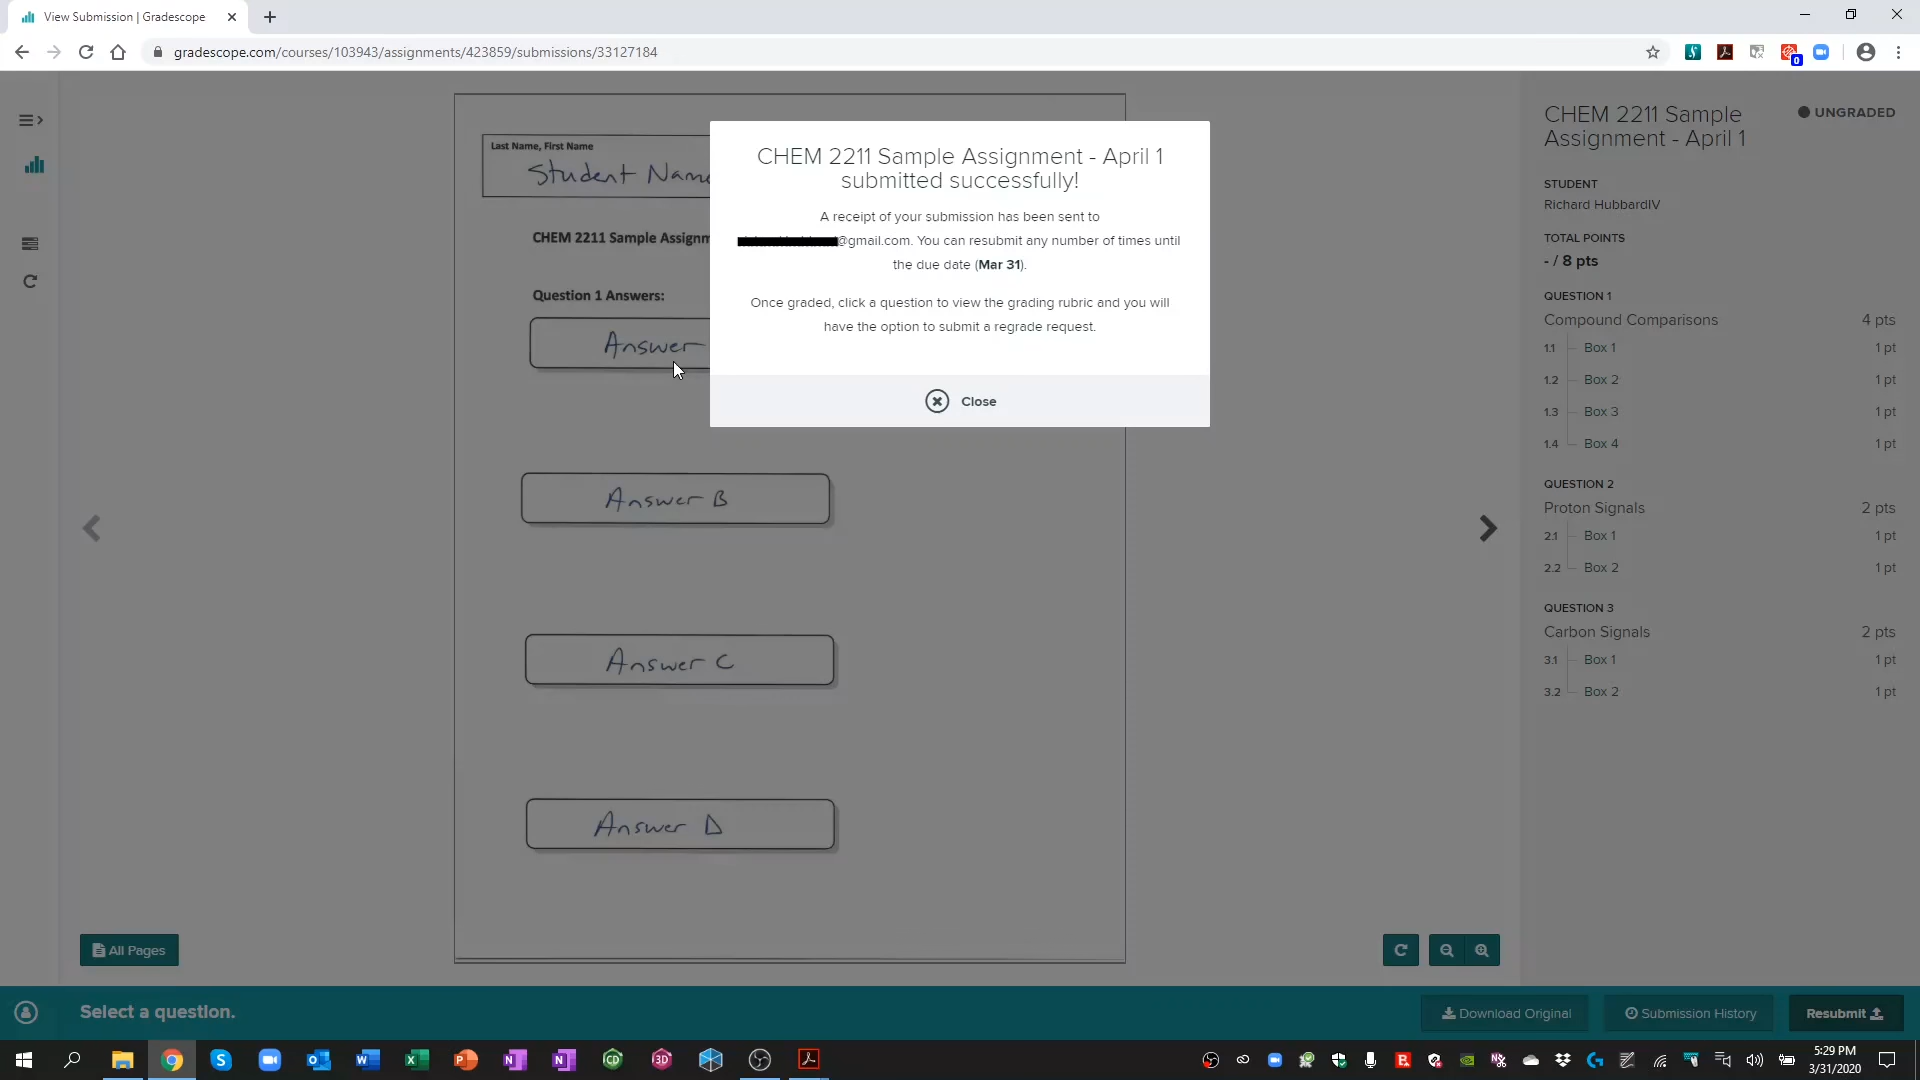 View Submission | Gradescope
gradescope.com/courses/103943/assignments/423859/submissions/33127184
0
Last Name, First Name
Student Nam
CHEM 2211 Sample Assignm
Question 1 Answers:
Answer
Answer B
Answer C
Answer D
CHEM 2211 Sample Assignment - April 1
submitted successfully!
A receipt of your submission has been sent to
@gmail.com. You can resubmit any number of times until
the due date (Mar 31).
Once graded, click a question to view the grading rubric and you will
have the option to submit a regrade request.
Close
CHEM 2211 Sample
Assignment - April 1
UNGRADED
STUDENT
Richard HubbardIV
TOTAL POINTS
- / 8 pts
QUESTION 1
Compound Comparisons 4 pts
1.1 Box 1 1 pt
1.2 Box 2 1 pt
1.3 Box 3 1 pt
1.4 Box 4 1 pt
QUESTION 2
Proton Signals 2 pts
2.1 Box 1 1 pt
2.2 Box 2 1 pt
QUESTION 3
Carbon Signals 2 pts
3.1 Box 1 1 pt
3.2 Box 2 1 pt
All Pages
Select a question.
Download Original
Submission History
Resubmit
5:29 PM
3/31/2020